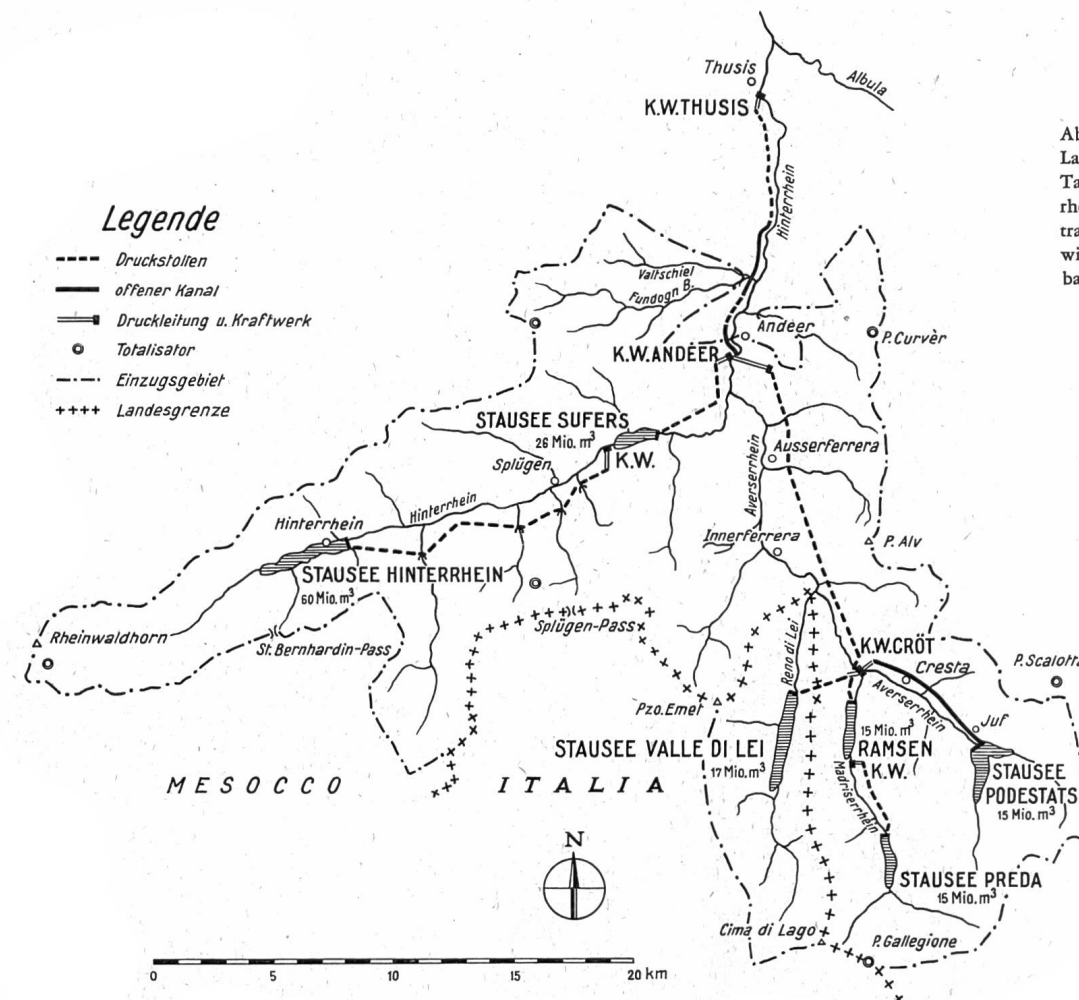 Thusis
Albula
K.W.THUSIS
Hinterrhein
Legende
Druckstollen
offener Kanal
Druckleitung u. Kraftwerk
Totalisator
Einzugsgebiet
Landesgrenze
Valtschiel
Fundogn B.
Andeer
P. Curvèr
K.W.ANDEER
STAUSEE SUFERS
26 Mio. m³
K.W.
Splügen
Ausserferrera
Averserrhein
Hinterrhein
Hinterrhein
Innerferrera
P. Alv
STAUSEE HINTERRHEIN
60 Mio. m³
Rheinwaldhorn
St. Bernhardin-Pass
Splügen-Pass
Reno di Lei
K.W.CRÖT
Cresta
Averserrhein
Juf
Pzo. Emet
STAUSEE VALLE DI LEI
17 Mio. m³
15 Mio. m³
RAMSEN
K.W.
Madriserrhein
STAUSEE
PODESTATS
15 Mio. m³
MESOCCO
ITALIA
N
STAUSEE PREDA
15 Mio. m³
Cima di Lago
P. Gallegione
0 5 10 15 20 km